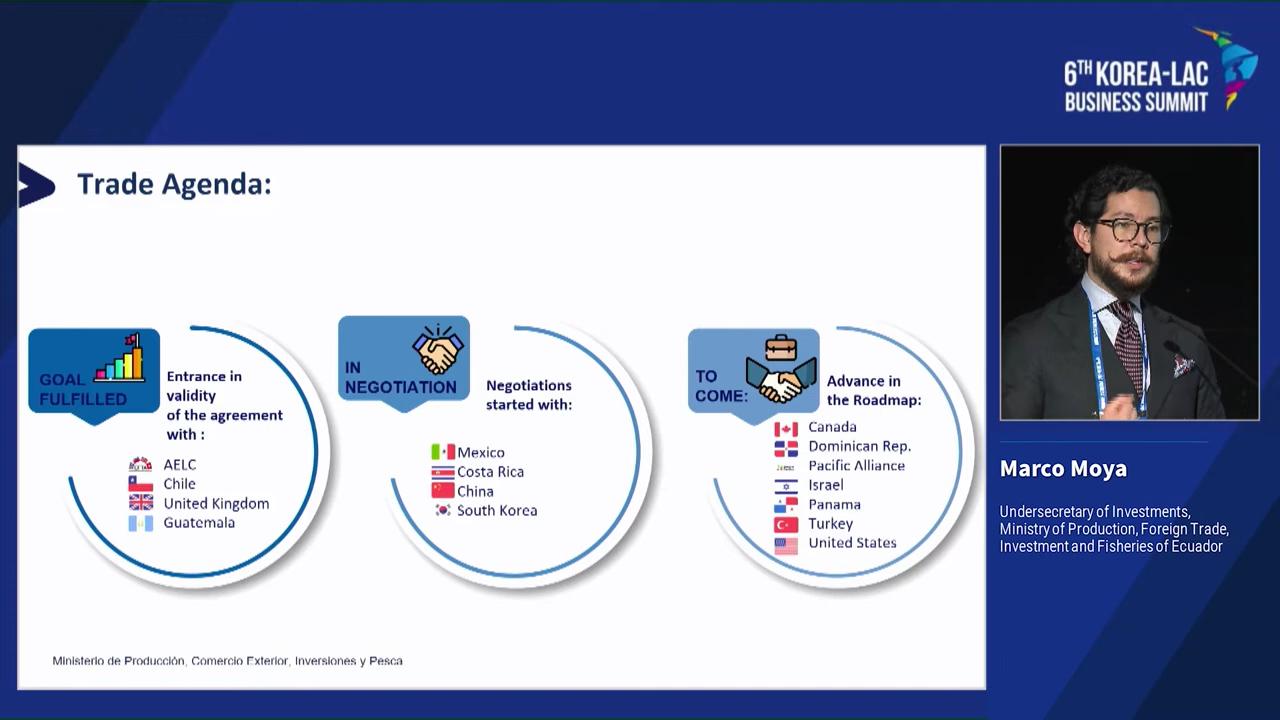 6TH KOREA-LAC
BUSINESS SUMMIT
Trade Agenda:
GOAL
FULFILLED
Entrance in
validity
of the agreement
with :
AELC
Chile
United Kingdom
Guatemala
IN
NEGOTIATION
Negotiations
started with:
Mexico
Costa Rica
China
South Korea
TO
COME:
Advance in
the Roadmap:
Canada
Dominican Rep.
Pacific Alliance
Israel
Panama
Turkey
United States
Ministerio de Producción, Comercio Exterior, Inversiones y Pesca
Marco Moya
Undersecretary of Investments,
Ministry of Production, Foreign Trade,
Investment and Fisheries of Ecuador